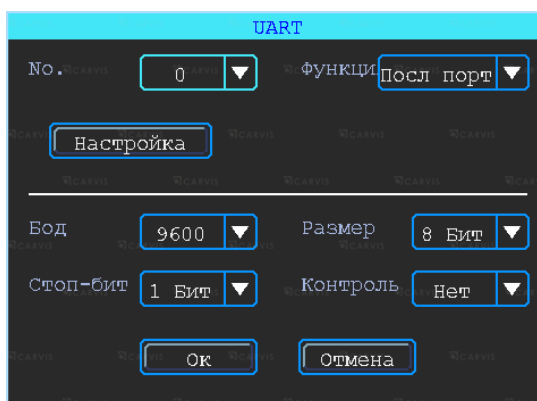 UART
No. 0 Функци Посл порт
Настройка
Бод 9600 Размер 8 Бит
Стоп-бит 1 Бит Контроль Нет
Ок Отмена